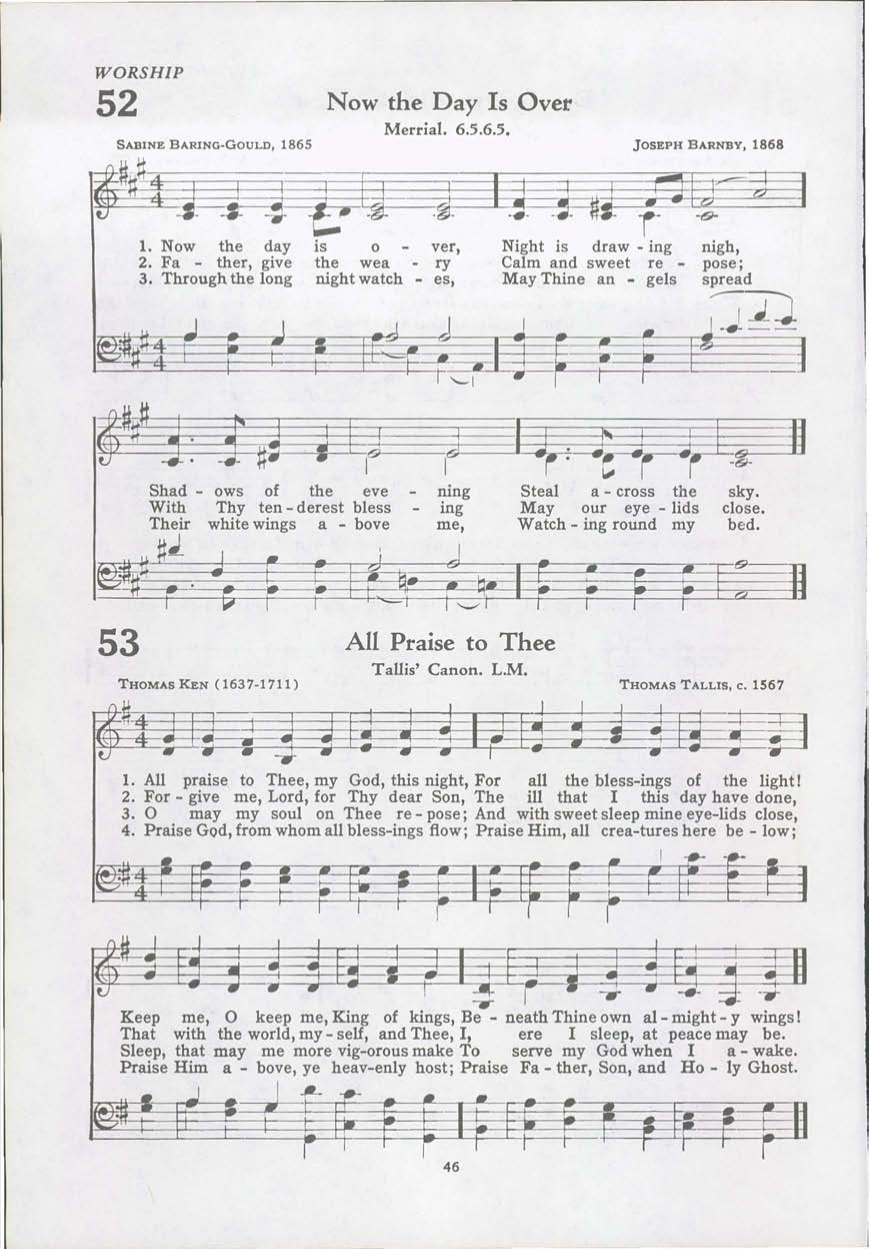 WORSHIP
52 Now the Day Is Over
Merrial. 6.5.6.5.
SABINE BARING-GOULD, 1865 JOSEPH BARNBY, 1868
1. Now the day is o - ver, Night is draw - ing nigh,
2. Fa - ther, give the wea - ry Calm and sweet re - pose;
3. Through the long night watch - es, May Thine an - gels spread
Shad - ows of the eve - ning Steal a - cross the sky.
With Thy ten - derest bless - ing May our eye - lids close.
Their white wings a - bove me, Watch - ing round my bed.
53 All Praise to Thee
Tallis' Canon. L.M.
THOMAS KEN (1637-1711) THOMAS TALLIS, c. 1567
1. All praise to Thee, my God, this night, For all the bless-ings of the light!
2. For - give me, Lord, for Thy dear Son, The ill that I this day have done,
3. O may my soul on Thee re - pose; And with sweet sleep mine eye-lids close,
4. Praise God, from whom all bless-ings flow; Praise Him, all crea-tures here be - low;
Keep me, O keep me, King of kings, Be - neath Thine own al - might - y wings!
That with the world, my - self, and Thee, I, ere I sleep, at peace may be.
Sleep, that may me more vig-orous make To serve my God when I a - wake.
Praise Him a - bove, ye heav-enly host; Praise Fa - ther, Son, and Ho - ly Ghost.
46